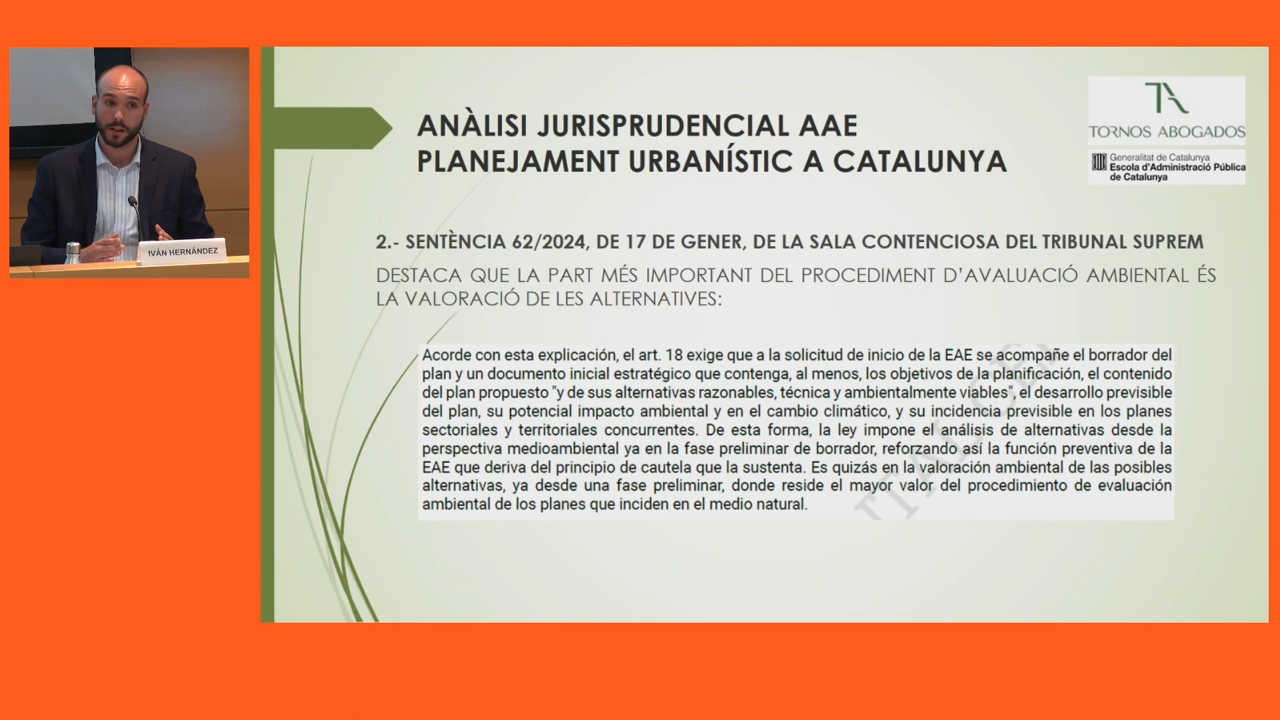 ANÀLISI JURISPRUDENCIAL AAE
PLANEJAMENT URBANÍSTIC A CATALUNYA
TA
TORNOS ABOGADOS
Generalitat de Catalunya
Escola d'Administració Pública
de Catalunya
IVÁN HERNÁNDEZ
2.- SENTÈNCIA 62/2024, DE 17 DE GENER, DE LA SALA CONTENCIOSA DEL TRIBUNAL SUPREM
DESTACA QUE LA PART MÉS IMPORTANT DEL PROCEDIMENT D'AVALUACIÓ AMBIENTAL ÉS
LA VALORACIÓ DE LES ALTERNATIVES:
Acorde con esta explicación, el art. 18 exige que a la solicitud de inicio de la EAE se acompañe el borrador del
plan y un documento inicial estratégico que contenga, al menos, los objetivos de la planificación, el contenido
del plan propuesto "y de sus alternativas razonables, técnica y ambientalmente viables", el desarrollo previsible
del plan, su potencial impacto ambiental y en el cambio climático, y su incidencia previsible en los planes
sectoriales y territoriales concurrentes. De esta forma, la ley impone el análisis de alternativas desde la
perspectiva medioambiental ya en la fase preliminar de borrador, reforzando así la función preventiva de la
EAE que deriva del principio de cautela que la sustenta. Es quizás en la valoración ambiental de las posibles
alternativas, ya desde una fase preliminar, donde reside el mayor valor del procedimiento de evaluación
ambiental de los planes que inciden en el medio natural.